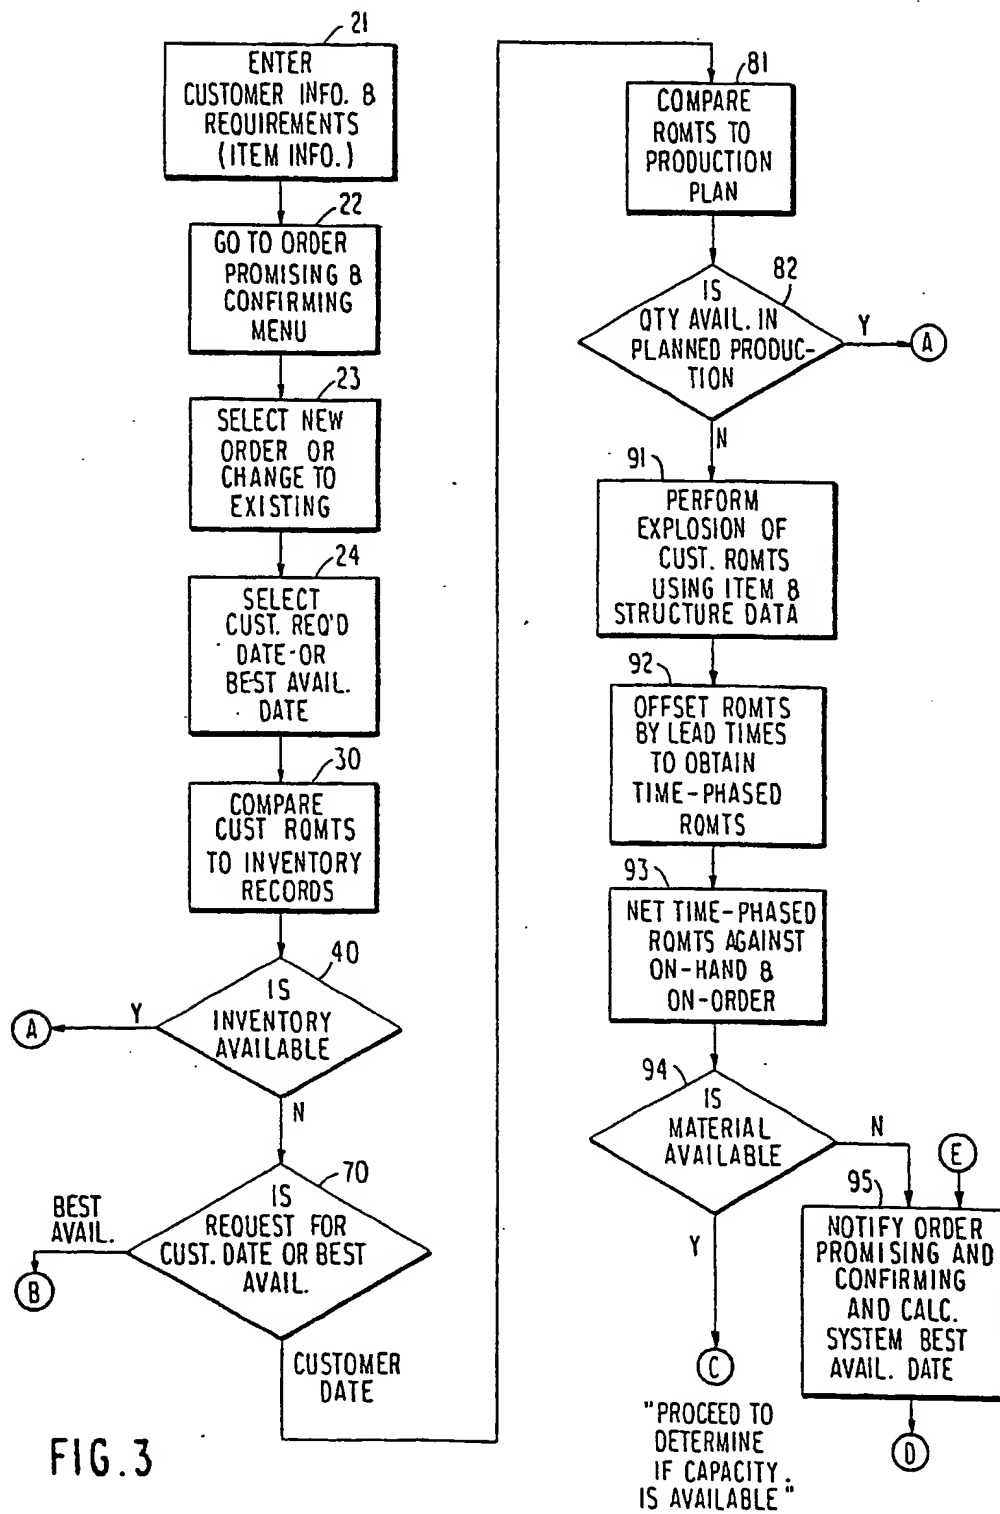 21
ENTER
CUSTOMER INFO. &
REQUIREMENTS
(ITEM INFO.)
22
GO TO ORDER
PROMISING &
CONFIRMING
MENU
23
SELECT NEW
ORDER OR
CHANGE TO
EXISTING
24
SELECT
CUST. REQ'D
DATE-OR
BEST AVAIL.
DATE
30
COMPARE
CUST RQMTS
TO INVENTORY
RECORDS
40
IS
INVENTORY
AVAILABLE
Y
A
N
70
IS
REQUEST FOR
CUST. DATE OR BEST
AVAIL.
BEST
AVAIL.
B
CUSTOMER
DATE
81
COMPARE
RQMTS TO
PRODUCTION
PLAN
82
IS
QTY AVAIL. IN
PLANNED PRODUC-
TION
Y
A
N
91
PERFORM
EXPLOSION OF
CUST. RQMTS
USING ITEM &
STRUCTURE DATA
92
OFFSET RQMTS
BY LEAD TIMES
TO OBTAIN
TIME-PHASED
RQMTS
93
NET TIME-PHASED
RQMTS AGAINST
ON-HAND &
ON-ORDER
94
IS
MATERIAL
AVAILABLE
N
E
Y
95
NOTIFY ORDER
PROMISING AND
CONFIRMING
AND CALC.
SYSTEM BEST
AVAIL. DATE
C
D
"PROCEED TO
DETERMINE
IF CAPACITY.
IS AVAILABLE"
FIG.3